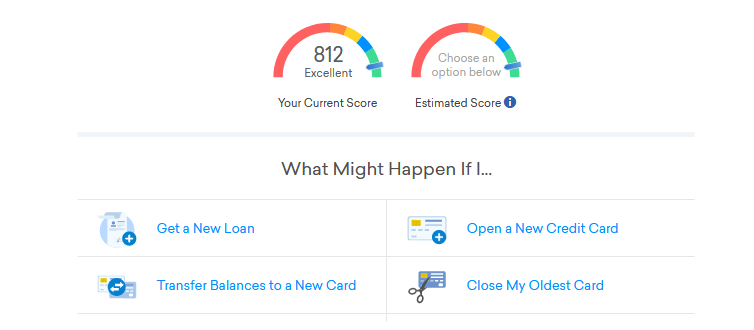 812
Excellent
Your Current Score
Choose an
option below
Estimated Score
What Might Happen If I...
Get a New Loan
Open a New Credit Card
Transfer Balances to a New Card
Close My Oldest Card